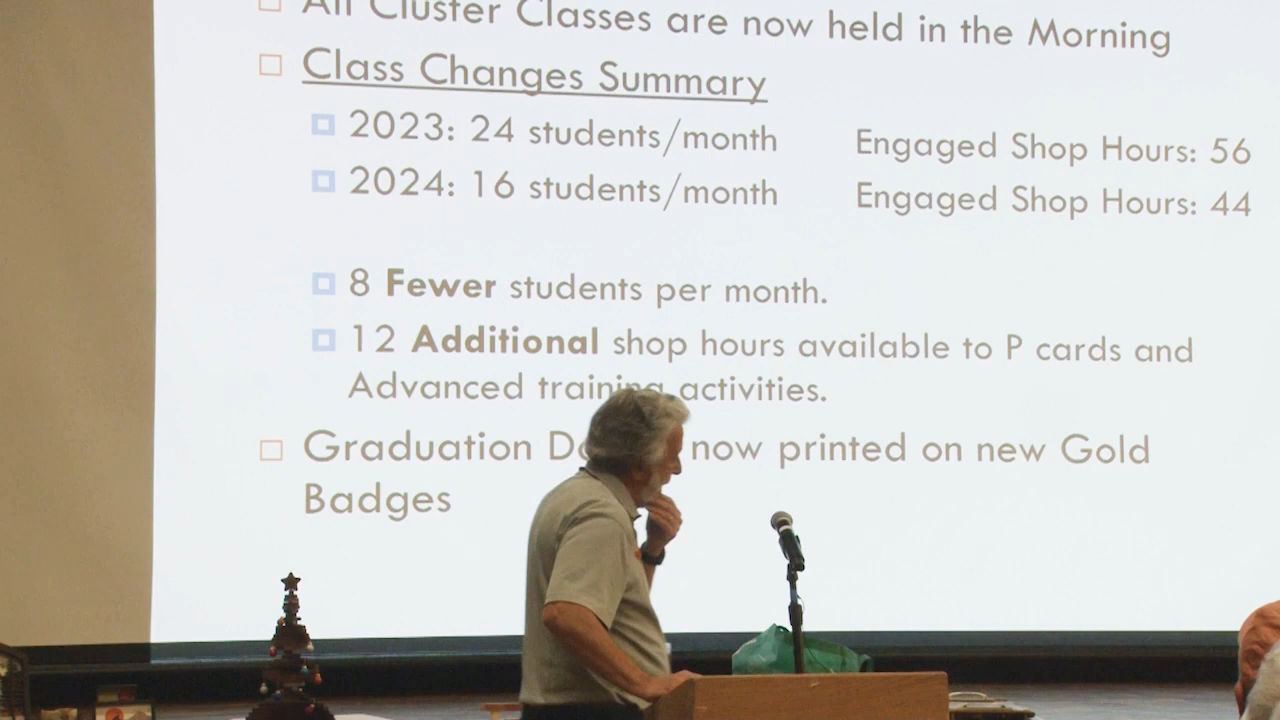 All Cluster Classes are now held in the Morning
Class Changes Summary
2023: 24 students/month Engaged Shop Hours: 56
2024: 16 students/month Engaged Shop Hours: 44
8 Fewer students per month.
12 Additional shop hours available to P cards and
Advanced training activities.
Graduation now printed on new Gold
Badges